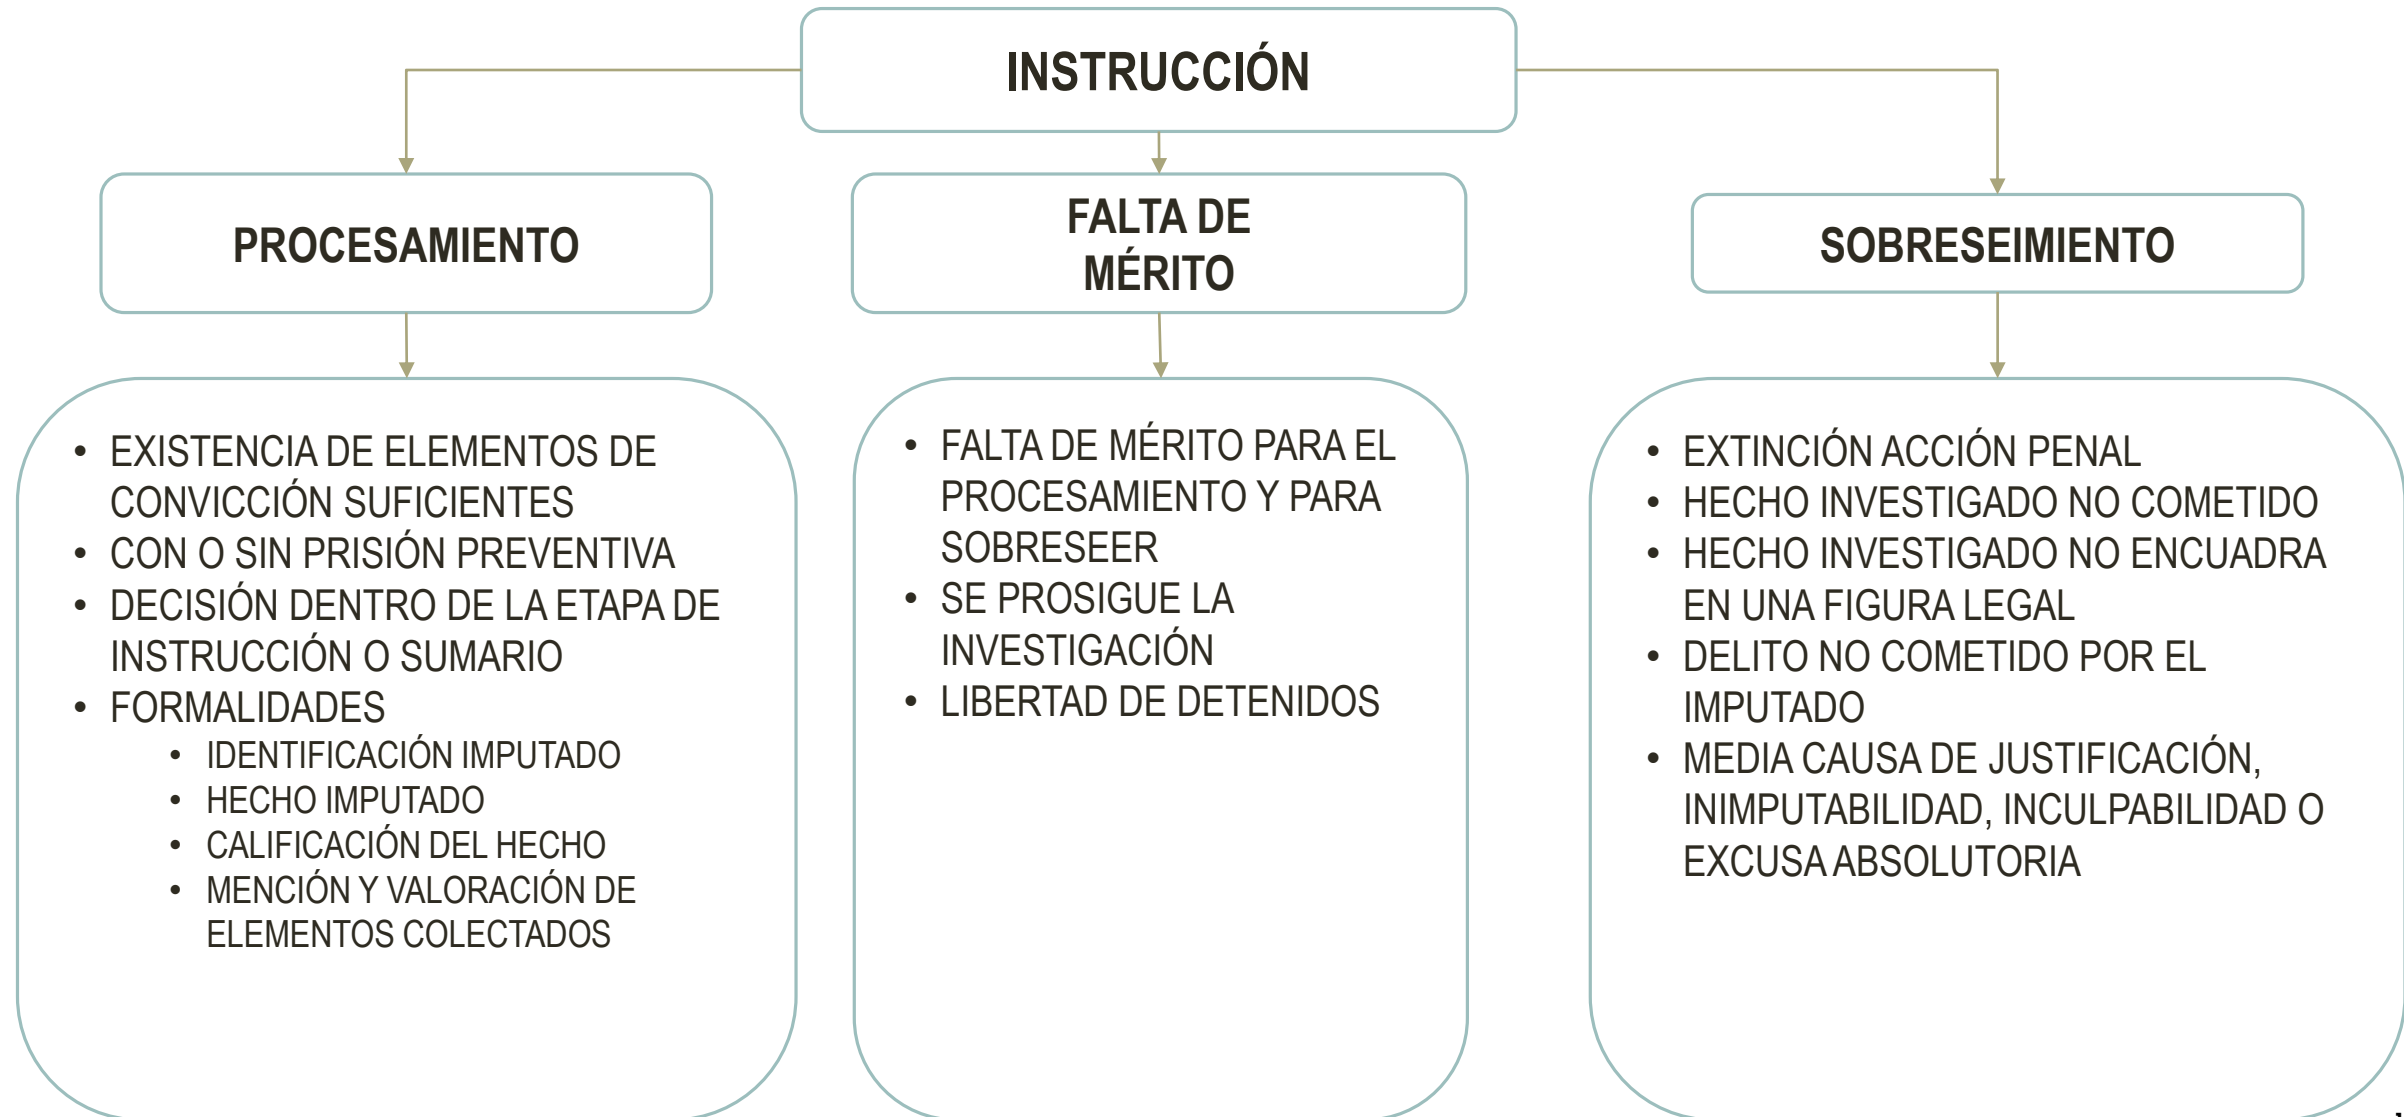 INSTRUCCIÓN
PROCESAMIENTO
• EXISTENCIA DE ELEMENTOS DE
CONVICCIÓN SUFICIENTES
• CON O SIN PRISIÓN PREVENTIVA
• DECISIÓN DENTRO DE LA ETAPA DE
INSTRUCCIÓN O SUMARIO
• FORMALIDADES
• IDENTIFICACIÓN IMPUTADO
• HECHO IMPUTADO
• CALIFICACIÓN DEL HECHO
• MENCIÓN Y VALORACIÓN DE
ELEMENTOS COLECTADOS
FALTA DE
MÉRITO
• FALTA DE MÉRITO PARA EL
PROCESAMIENTO Y PARA
SOBRESEER
• SE PROSIGUE LA
INVESTIGACIÓN
• LIBERTAD DE DETENIDOS
SOBRESEIMIENTO
• EXTINCIÓN ACCIÓN PENAL
• HECHO INVESTIGADO NO COMETIDO
• HECHO INVESTIGADO NO ENCUADRA
EN UNA FIGURA LEGAL
• DELITO NO COMETIDO POR EL
IMPUTADO
• MEDIA CAUSA DE JUSTIFICACIÓN,
INIMPUTABILIDAD, INCULPABILIDAD O
EXCUSA ABSOLUTORIA